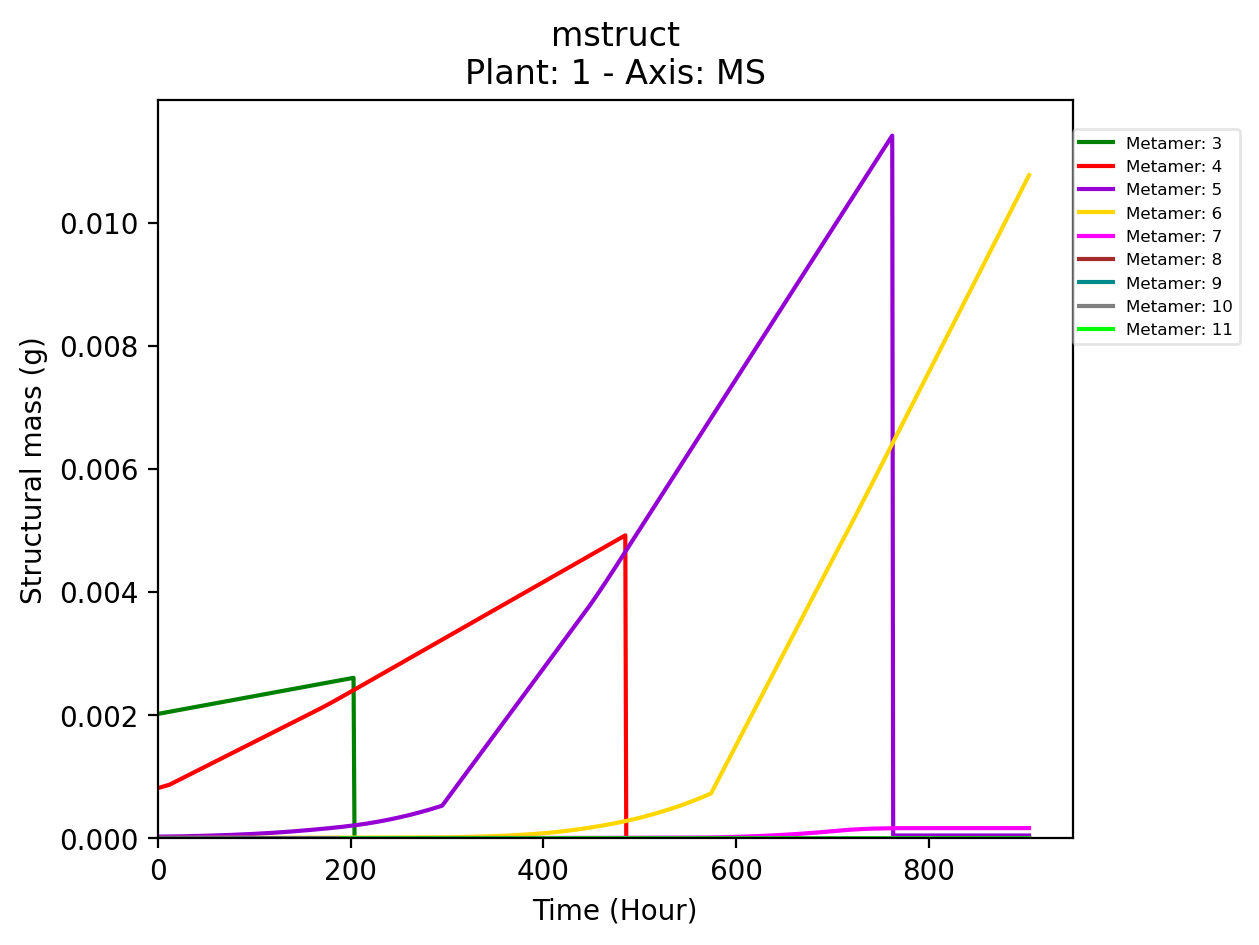 mstruct
Plant: 1 - Axis: MS
Structural mass (g)
0.010
0.008
0.006
0.004
0.002
0.000
0 200 400 600 800
Time (Hour)
Metamer: 3
Metamer: 4
Metamer: 5
Metamer: 6
Metamer: 7
Metamer: 8
Metamer: 9
Metamer: 10
Metamer: 11